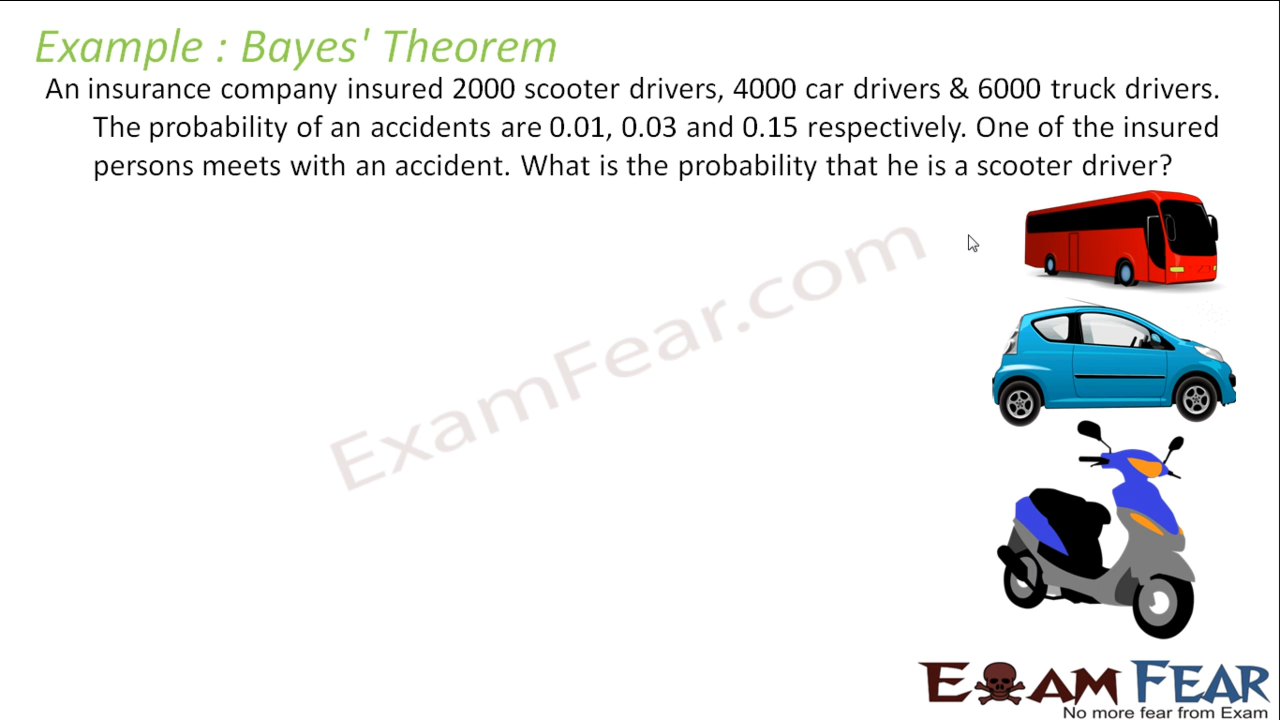 Example : Bayes' Theorem
An insurance company insured 2000 scooter drivers, 4000 car drivers & 6000 truck drivers.
The probability of an accidents are 0.01, 0.03 and 0.15 respectively. One of the insured
persons meets with an accident. What is the probability that he is a scooter driver?
ExamFear.com
EXAM FEAR
No more fear from Exam